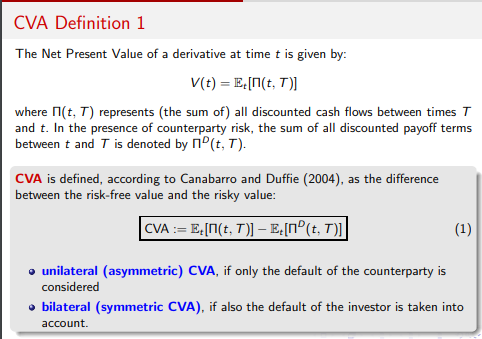 CVA Definition 1
The Net Present Value of a derivative at time t is given by:
V(t) = 𝔼ₜ[Π(t, T)]
where Π(t, T) represents (the sum of) all discounted cash flows between times T
and t. In the presence of counterparty risk, the sum of all discounted payoff terms
between t and T is denoted by Πᴰ(t, T).
CVA is defined, according to Canabarro and Duffie (2004), as the difference
between the risk-free value and the risky value:
CVA := 𝔼ₜ[Π(t, T)] − 𝔼ₜ[Πᴰ(t, T)] (1)
• unilateral (asymmetric) CVA, if only the default of the counterparty is
considered
• bilateral (symmetric CVA), if also the default of the investor is taken into
account.